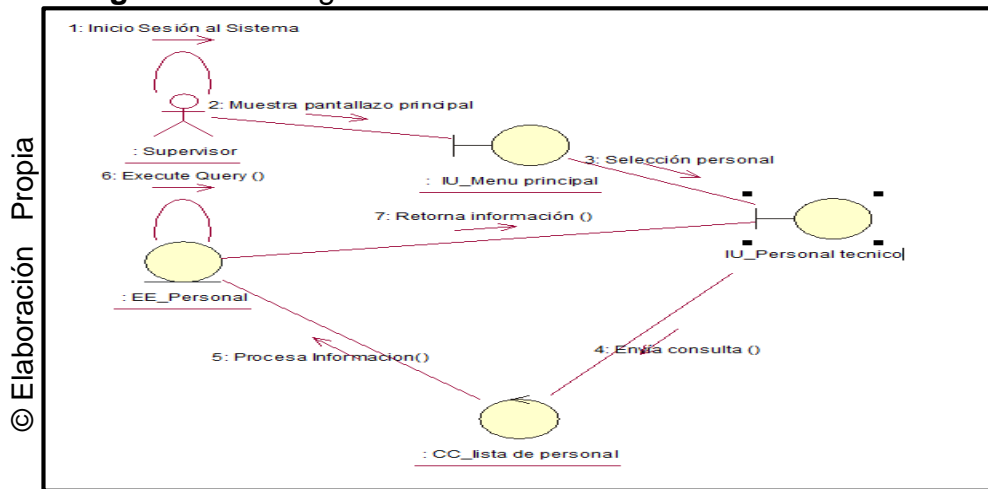 1: Inicio Sesión al Sistema
2: Muestra pantallazo principal
: Supervisor
3: Selección personal
6: Execute Query ()
: IU_Menu principal
7: Retorna información ()
IU_Personal tecnico
: EE_Personal
5: Procesa Informacion()
4: Envía consulta ()
: CC_lista de personal
© Elaboración Propia